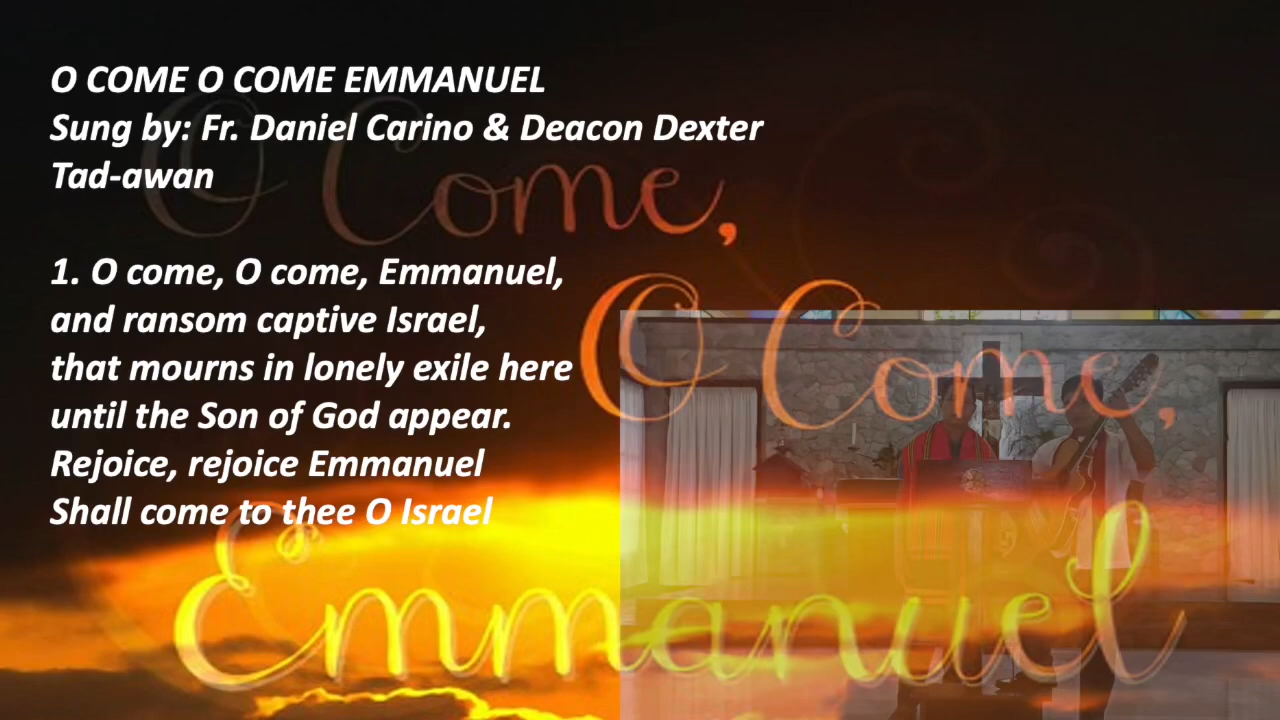 O COME O COME EMMANUEL
Sung by: Fr. Daniel Carino & Deacon Dexter
Tad-awan
1. O come, O come, Emmanuel,
and ransom captive Israel,
that mourns in lonely exile here
until the Son of God appear.
Rejoice, rejoice Emmanuel
Shall come to thee O Israel
O Come,
O Come,
Emmanuel